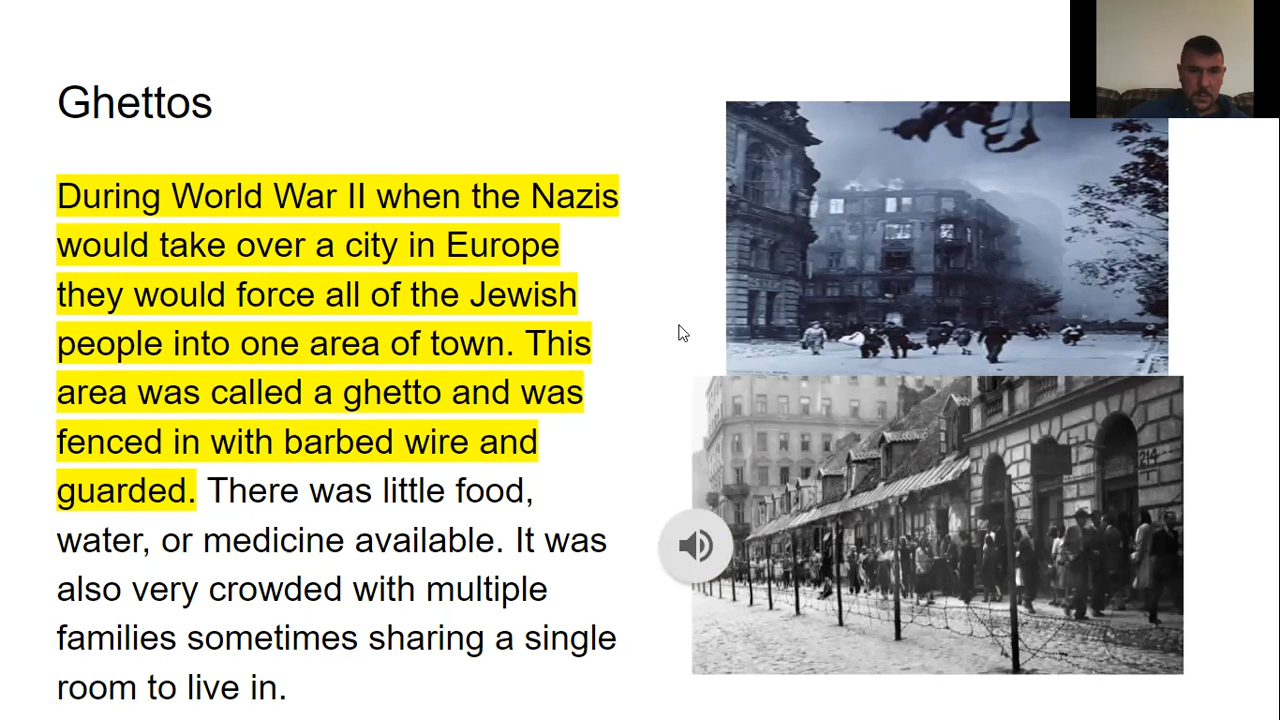 Ghettos
During World War II when the Nazis
would take over a city in Europe
they would force all of the Jewish
people into one area of town. This
area was called a ghetto and was
fenced in with barbed wire and
guarded. There was little food,
water, or medicine available. It was
also very crowded with multiple
families sometimes sharing a single
room to live in.
214